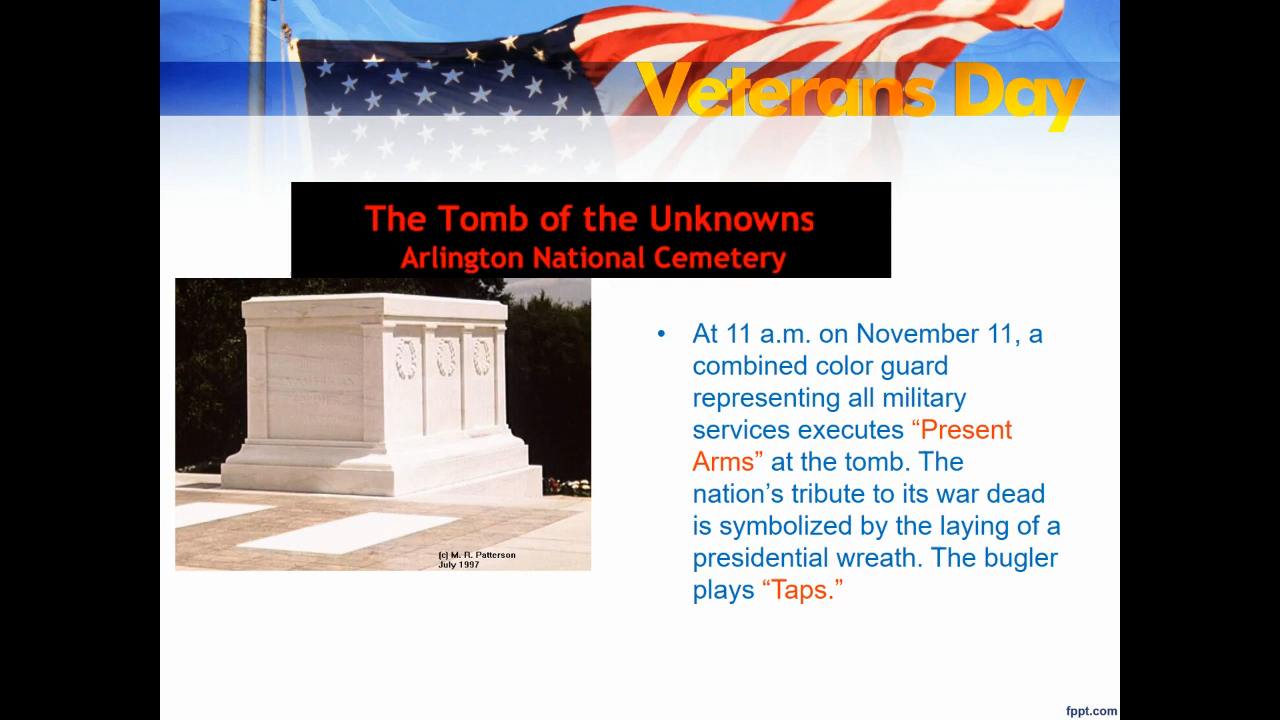 Veterans Day
The Tomb of the Unknowns
Arlington National Cemetery
• At 11 a.m. on November 11, a
combined color guard
representing all military
services executes “Present
Arms” at the tomb. The
nation’s tribute to its war dead
is symbolized by the laying of a
presidential wreath. The bugler
plays “Taps.”
(c) M. R. Patterson
July 1997
fppt.com